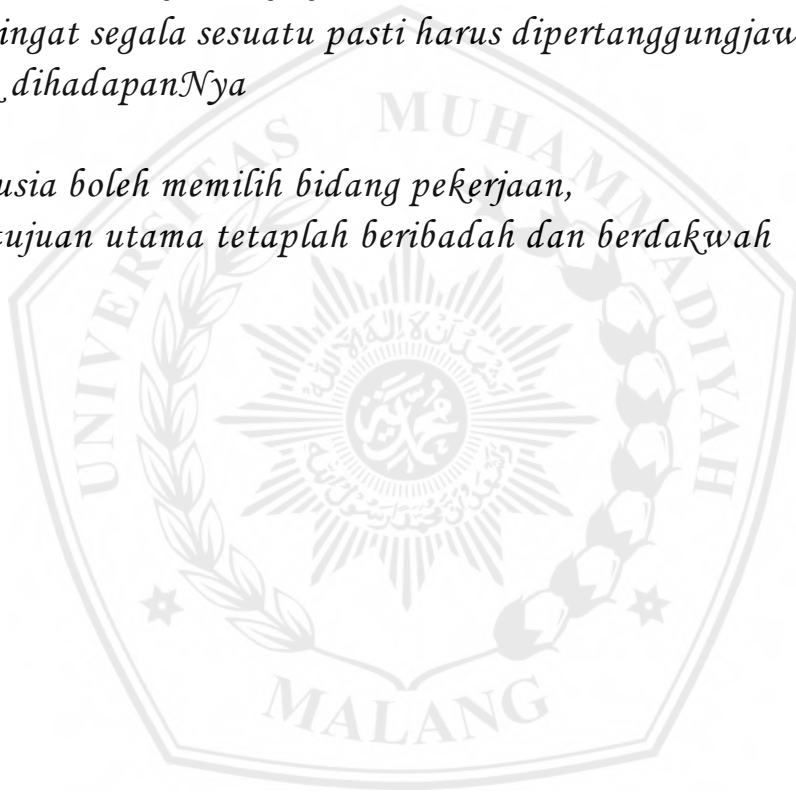 ingat segala sesuatu pasti harus dipertanggungjaw
dihadapanNya
usia boleh memilih bidang pekerjaan,
tujuan utama tetaplah beribadah dan berdakwah
UNIVERSITAS MUHAMMADIYAH
MALANG